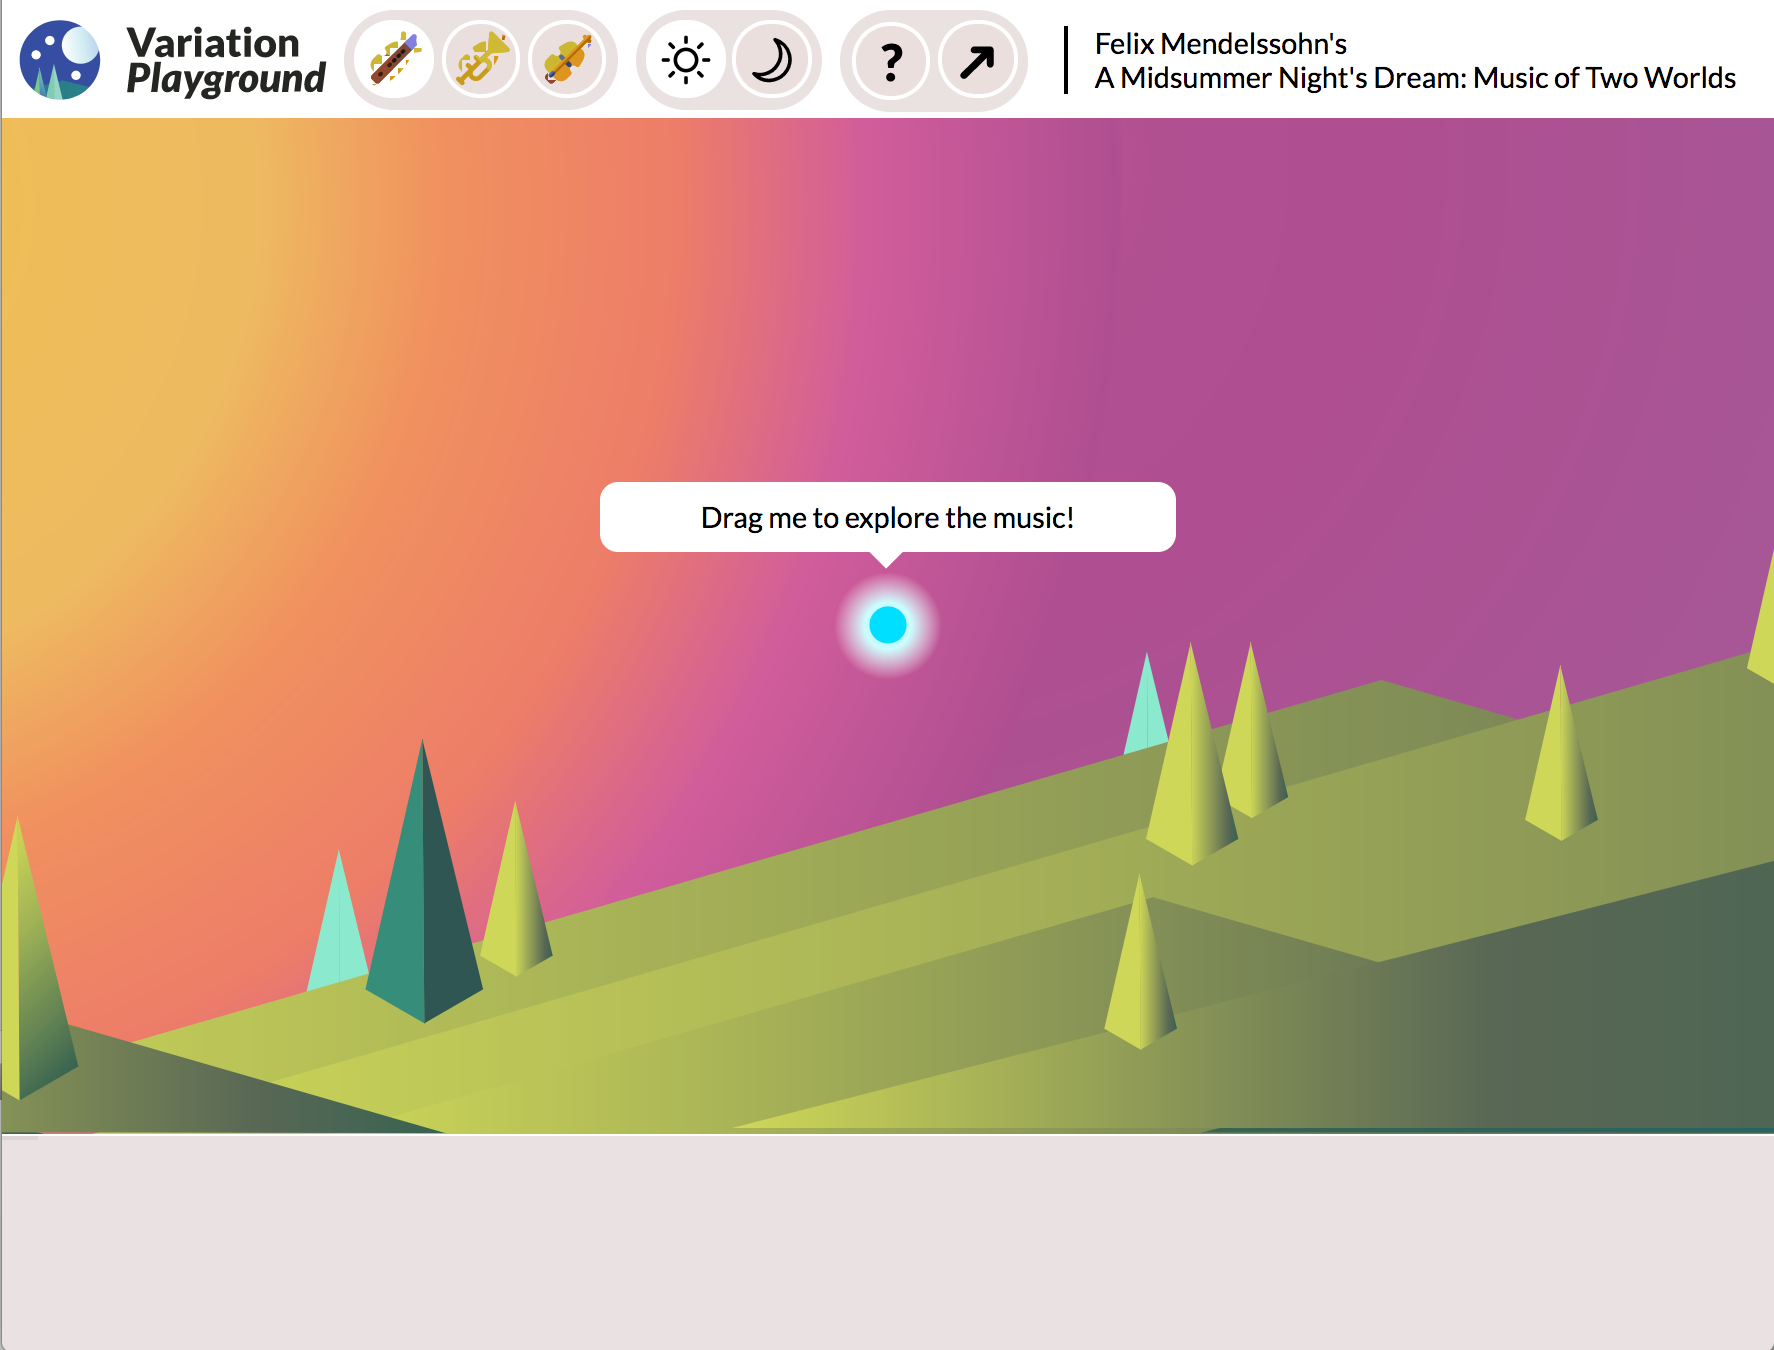 Variation
Playground
?
Felix Mendelssohn's
A Midsummer Night's Dream: Music of Two Worlds
Drag me to explore the music!